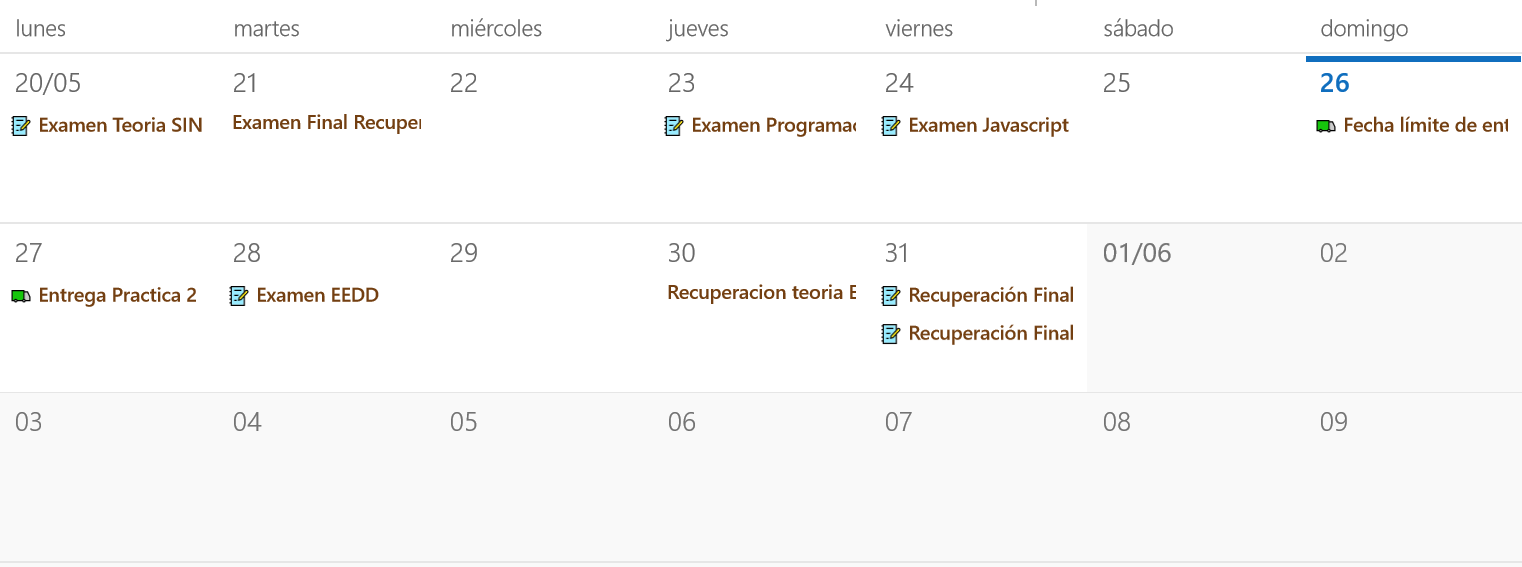 lunes martes miércoles jueves viernes sábado domingo
20/05 21 22 23 24 25 26
Examen Teoria SIN Examen Final Recuper Examen Programac Examen Javascript Fecha límite de ent
27 28 29 30 31 01/06 02
Entrega Practica 2 Examen EEDD Recuperacion teoria E Recuperación Final
Recuperación Final
03 04 05 06 07 08 09